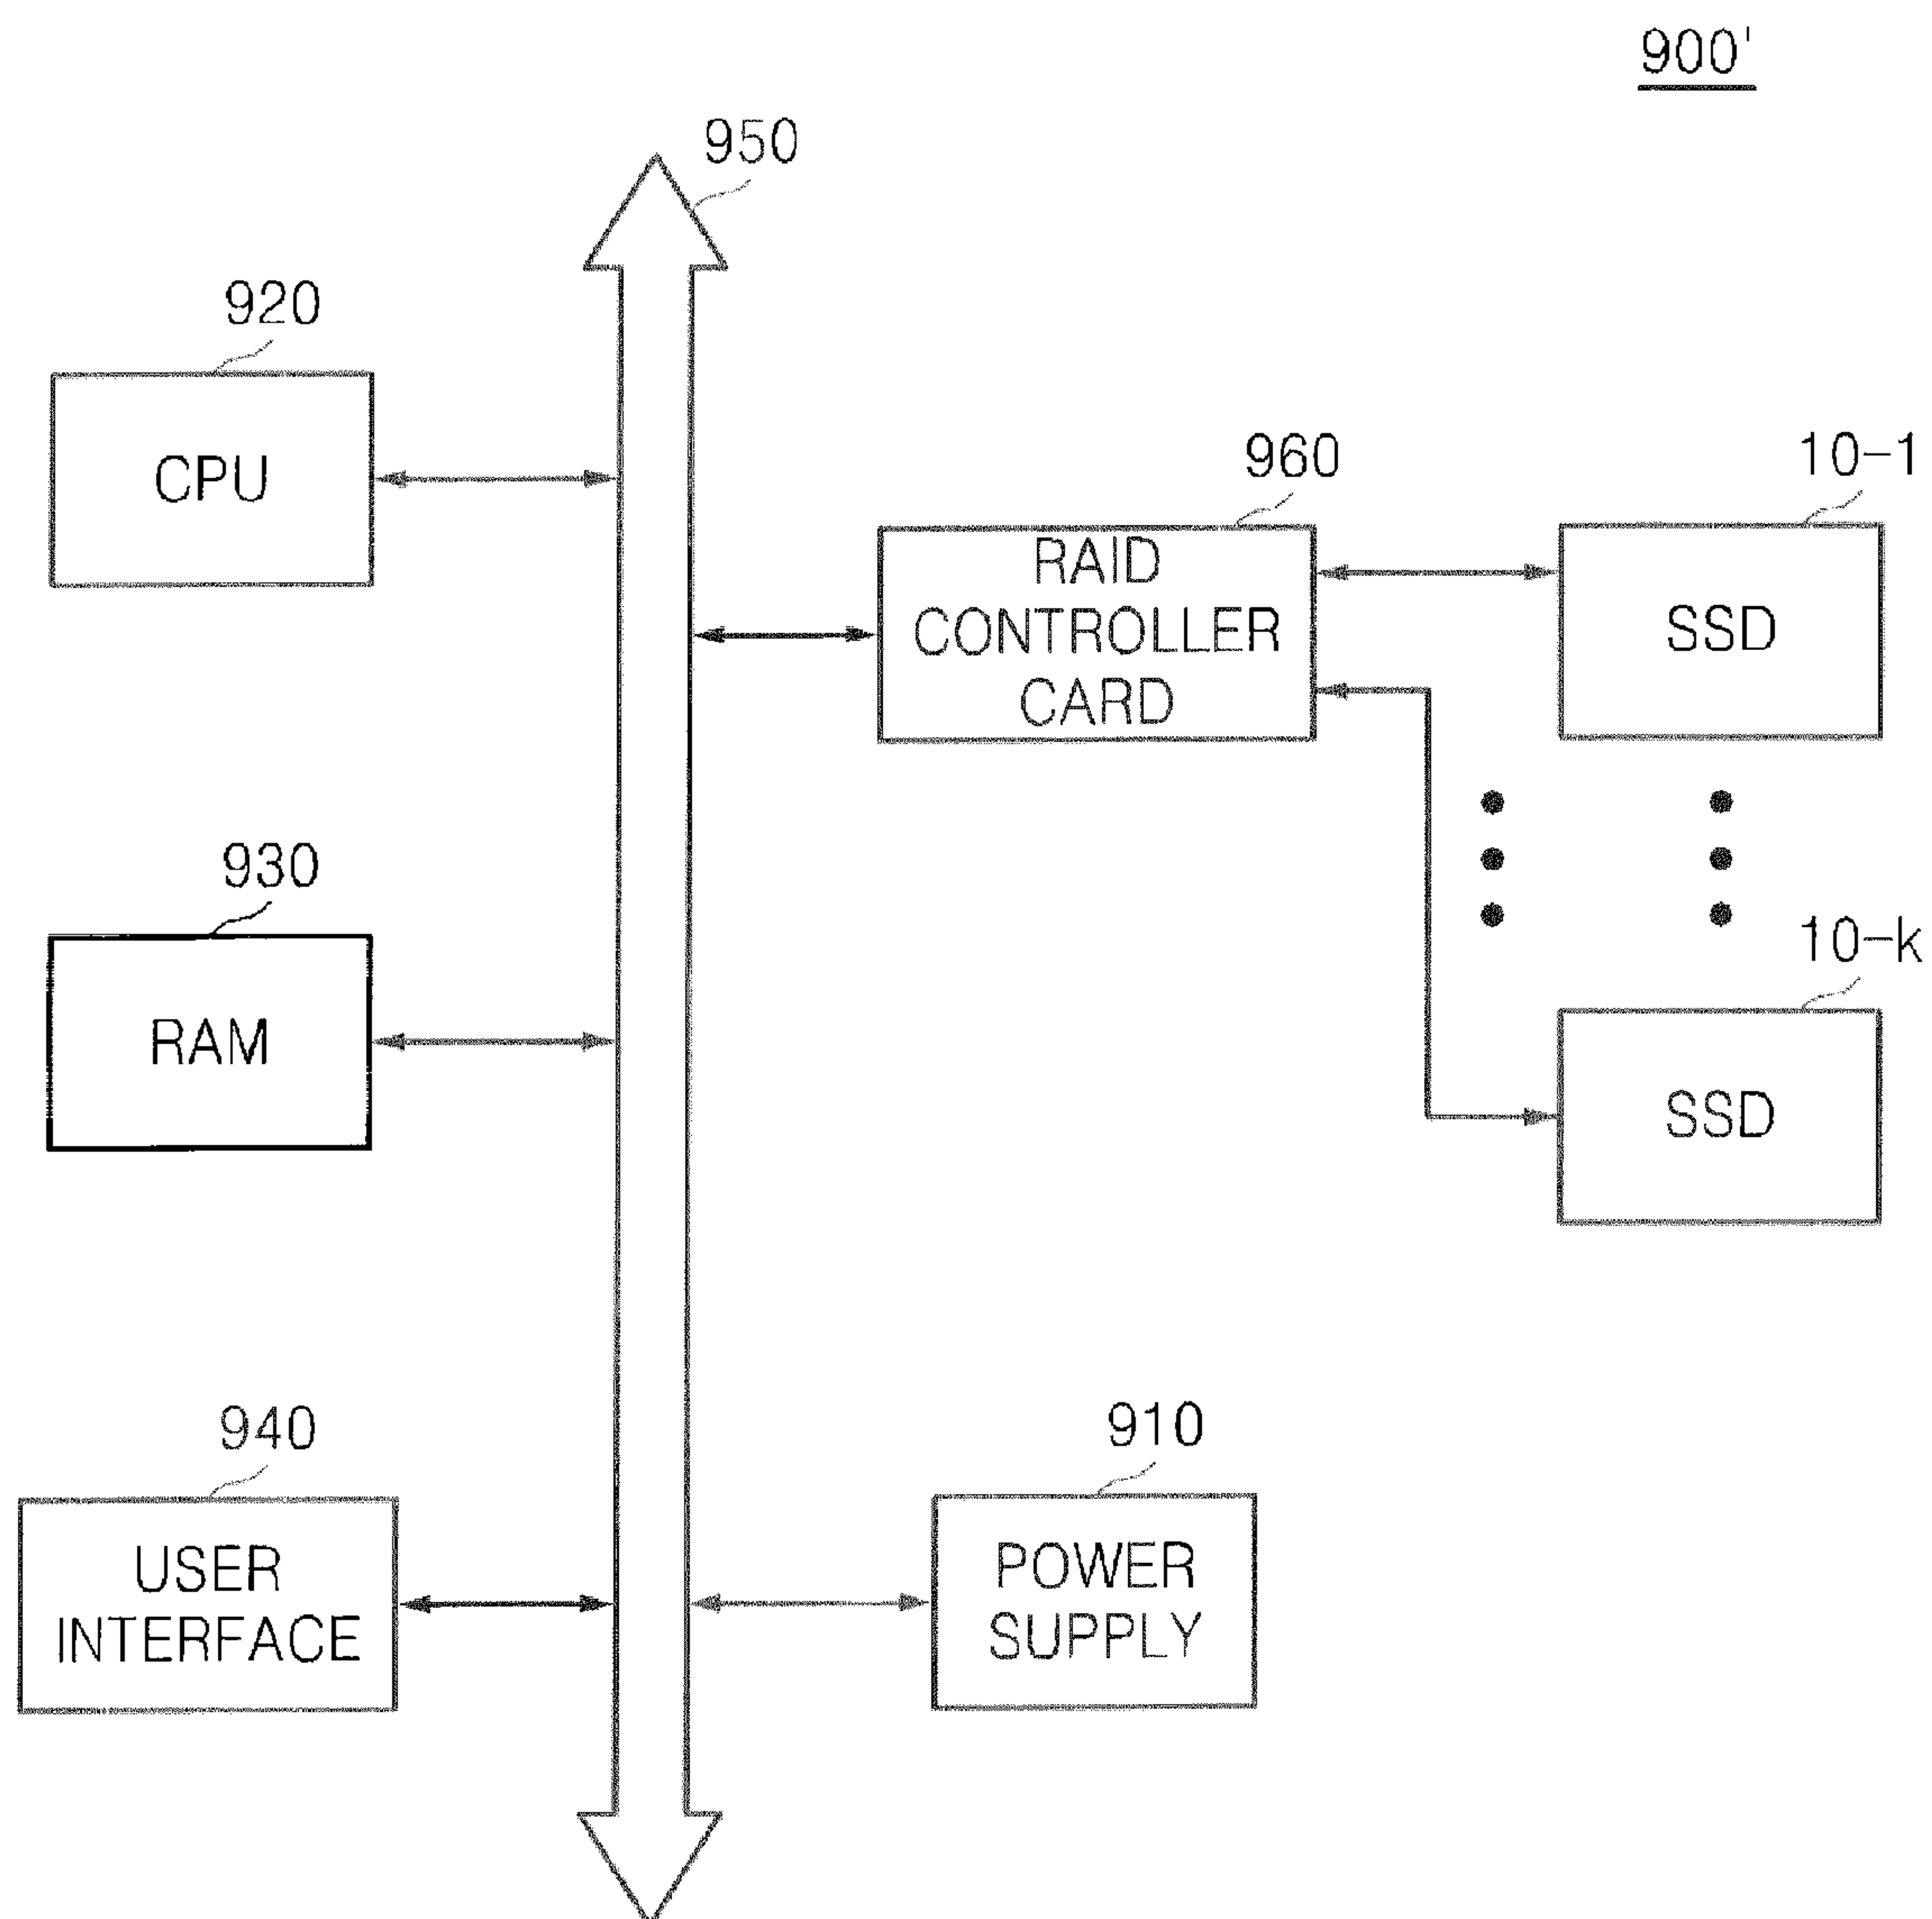 900'
950
920
CPU
960
10-1
RAID
CONTROLLER
CARD
SSD
930
RAM
10-k
SSD
940
USER
INTERFACE
910
POWER
SUPPLY